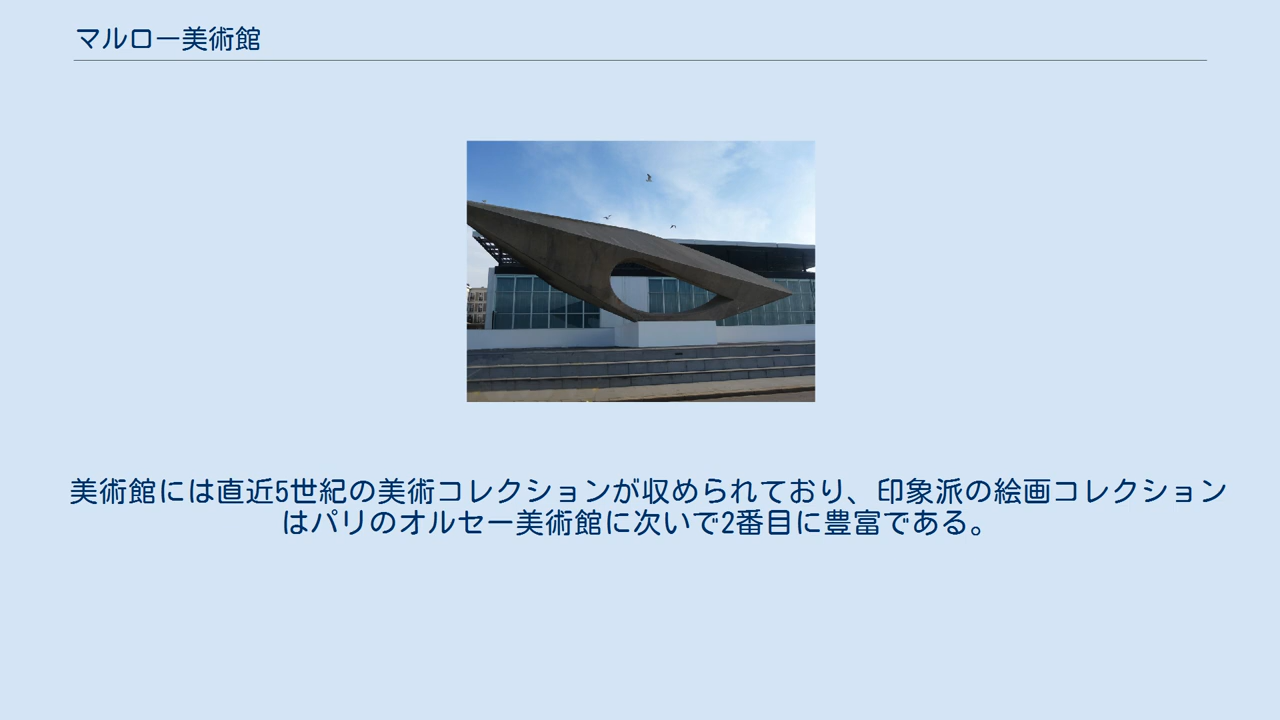 マルロー美術館
美術館には直近5世紀の美術コレクションが収められており、印象派の絵画コレクション
はパリのオルセー美術館に次いで2番目に豊富である。